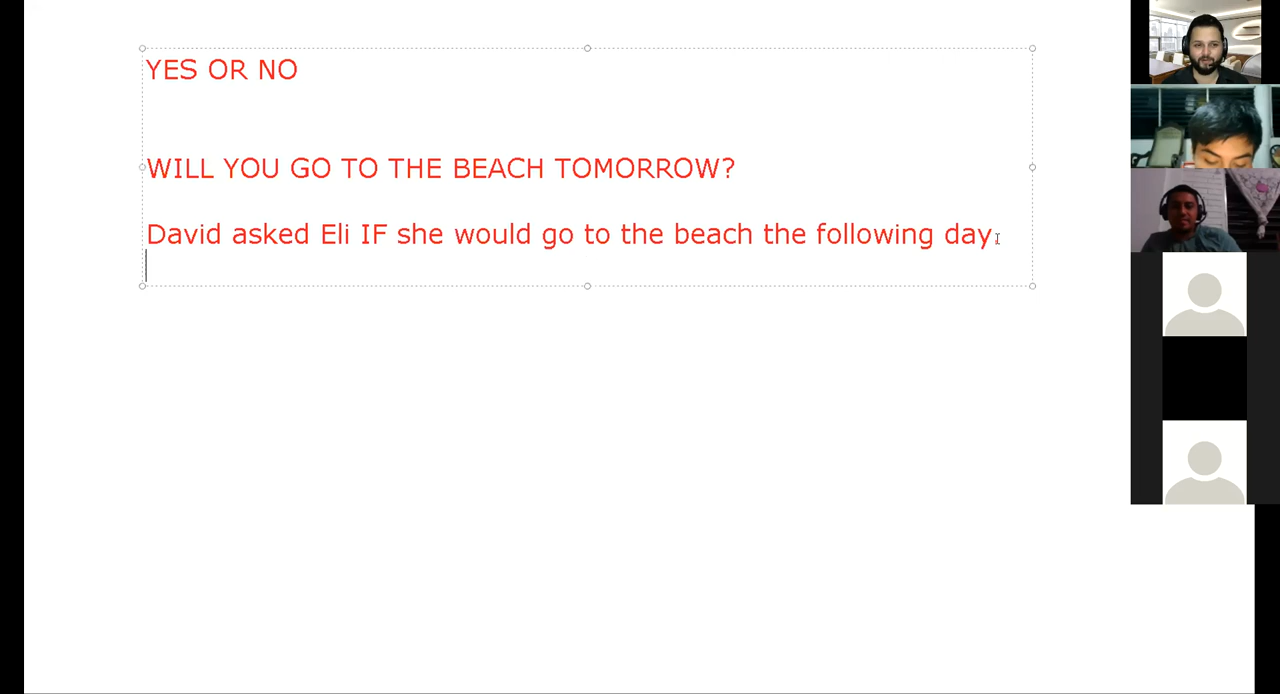 YES OR NO
WILL YOU GO TO THE BEACH TOMORROW?
David asked Eli IF she would go to the beach the following day.